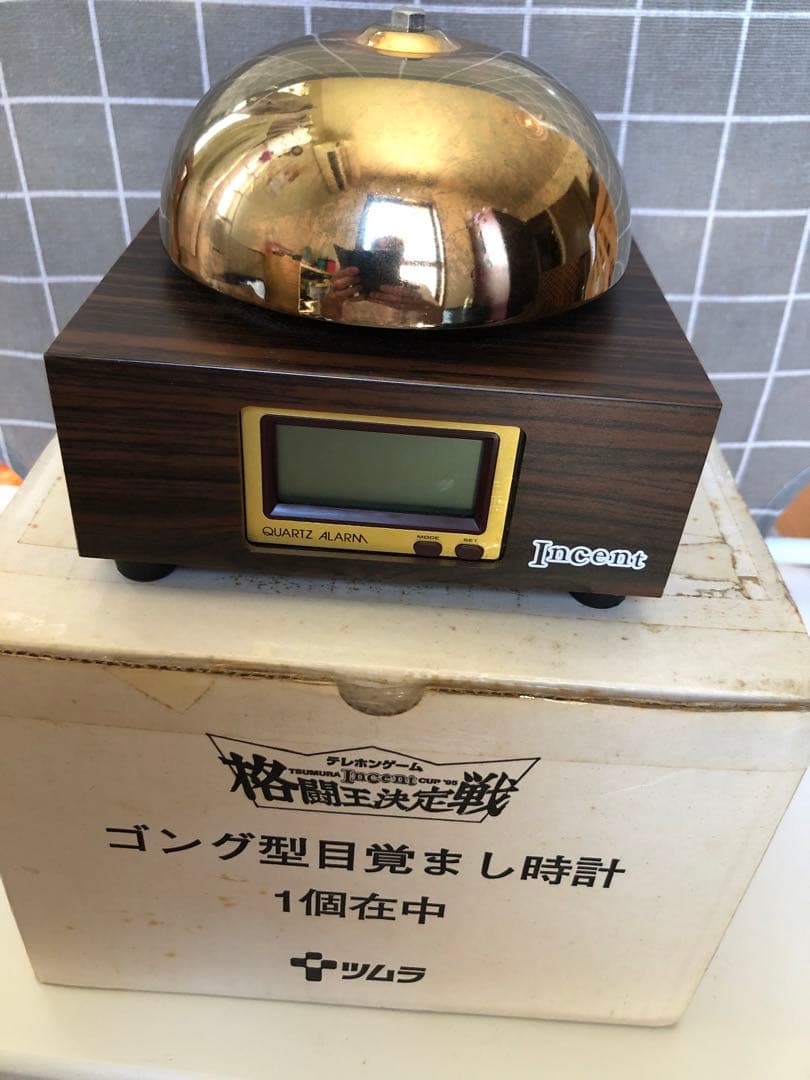 QUARTZ ALARM
MODE
SET
Incent
テレホンゲーム
TSUMURA Incent CUP '95
格闘王決定戦
ゴング型目覚まし時計
1個在中
ツムラ